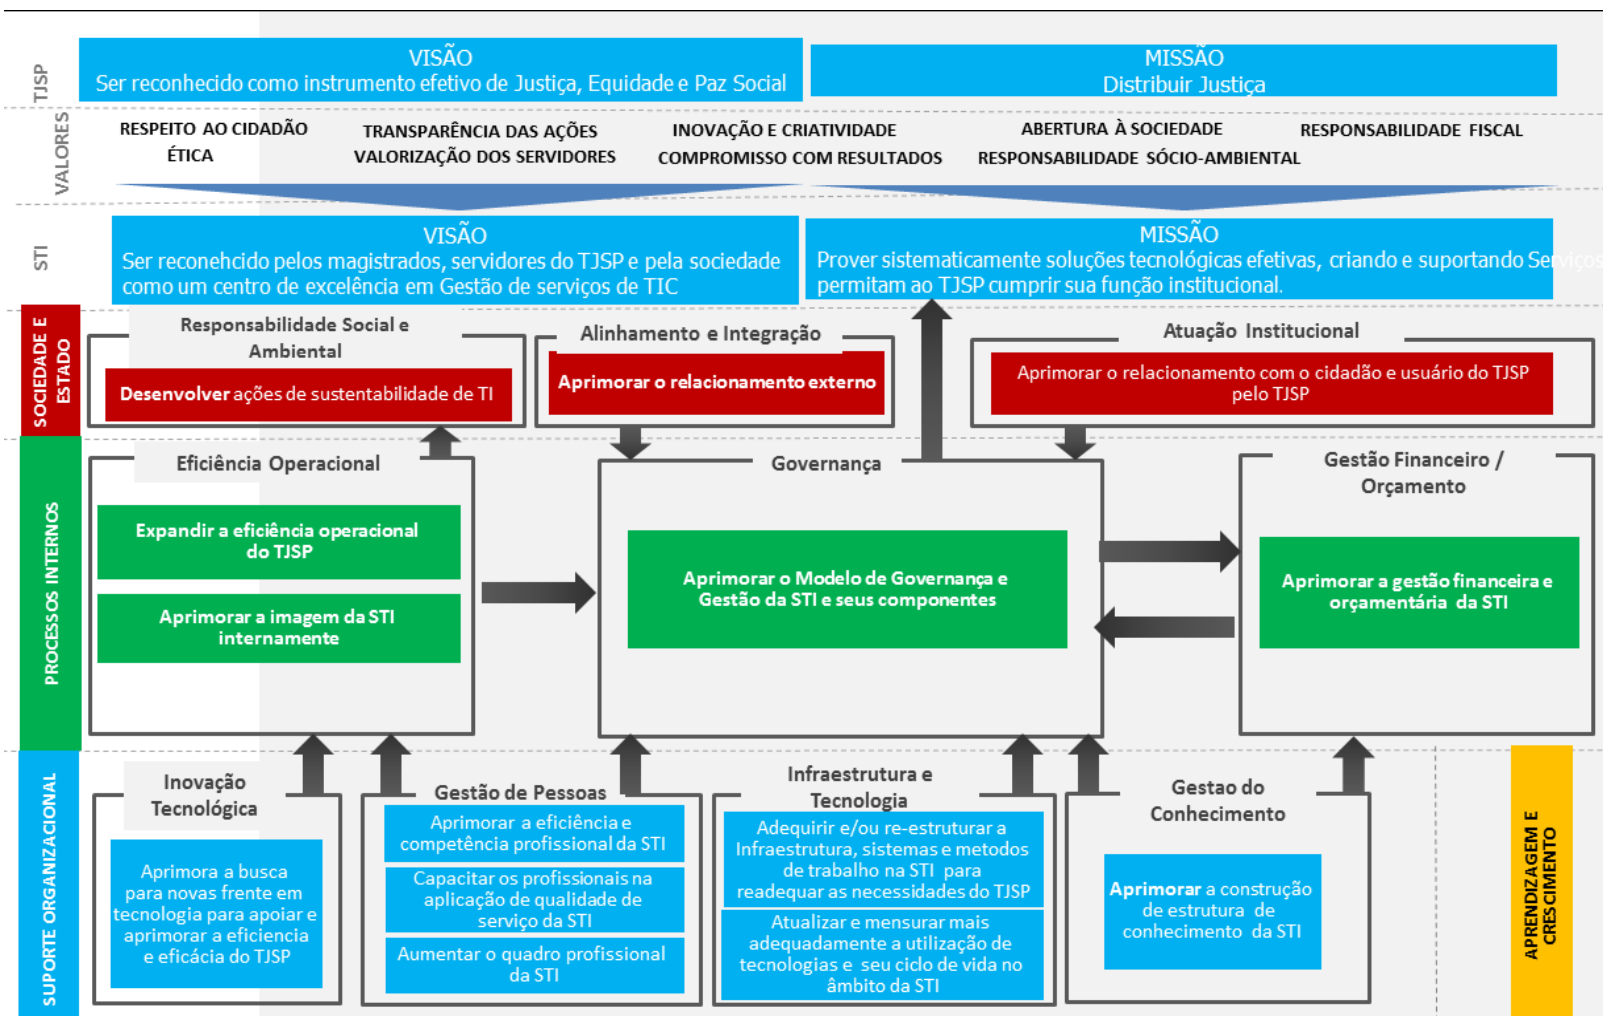 TJSP
VISÃO
Ser reconhecido como instrumento efetivo de Justiça, Equidade e Paz Social
MISSÃO
Distribuir Justiça
VALORES
RESPEITO AO CIDADÃO
ÉTICA
TRANSPARÊNCIA DAS AÇÕES
VALORIZAÇÃO DOS SERVIDORES
INOVAÇÃO E CRIATIVIDADE
COMPROMISSO COM RESULTADOS
ABERTURA À SOCIEDADE
RESPONSABILIDADE SÓCIO-AMBIENTAL
RESPONSABILIDADE FISCAL
STI
VISÃO
Ser reconehcido pelos magistrados, servidores do TJSP e pela sociedade
como um centro de excelência em Gestão de serviços de TIC
MISSÃO
Prover sistematicamente soluções tecnológicas efetivas, criando e suportando Serviços
permitam ao TJSP cumprir sua função institucional.
SOCIEDADE E
ESTADO
Responsabilidade Social e
Ambiental
Desenvolver ações de sustentabilidade de TI
Alinhamento e Integração
Aprimorar o relacionamento externo
Atuação Institucional
Aprimorar o relacionamento com o cidadão e usuário do TJSP
pelo TJSP
PROCESSOS INTERNOS
Eficiência Operacional
Expandir a eficiência operacional
do TJSP
Aprimorar a imagem da STI
internamente
Governança
Aprimorar o Modelo de Governança e
Gestão da STI e seus componentes
Gestão Financeiro /
Orçamento
Aprimorar a gestão financeira e
orçamentária da STI
SUPORTE ORGANIZACIONAL
Inovação
Tecnológica
Aprimora a busca
para novas frente em
tecnologia para apoiar e
aprimorar a eficiencia
e eficácia do TJSP
Gestão de Pessoas
Aprimorar a eficiência e
competência profissional da STI
Capacitar os profissionais na
aplicação de qualidade de
serviço da STI
Aumentar o quadro profissional
da STI
Infraestrutura e
Tecnologia
Adequirir e/ou re-estruturar a
Infraestrutura, sistemas e metodos
de trabalho na STI para
readequar as necessidades do TJSP
Atualizar e mensurar mais
adequadamente a utilização de
tecnologias e seu ciclo de vida no
âmbito da STI
Gestao do
Conhecimento
Aprimorar a construção
de estrutura de
conhecimento da STI
APRENDIZAGEM E
CRESCIMENTO